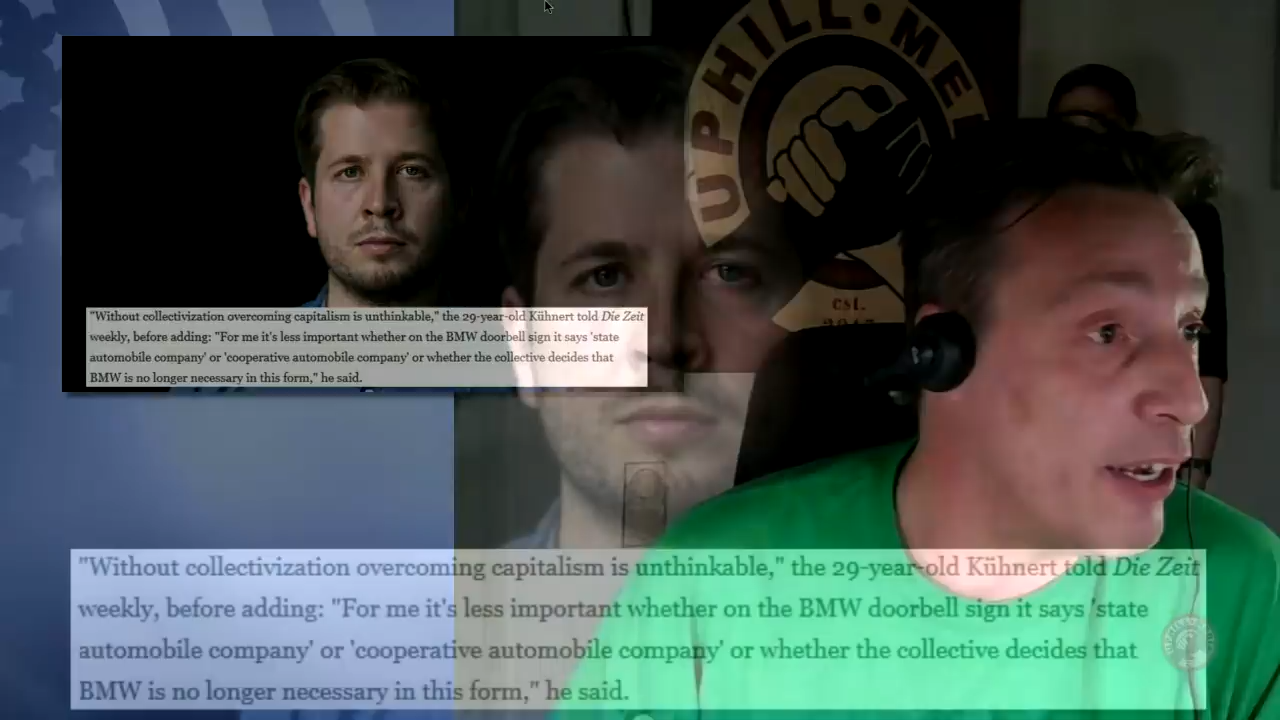 UPHILL • ME
est.
"Without collectivization overcoming capitalism is unthinkable," the 29-year-old Kühnert told Die Zeit
weekly, before adding: "For me it's less important whether on the BMW doorbell sign it says 'state
automobile company' or 'cooperative automobile company' or whether the collective decides that
BMW is no longer necessary in this form," he said.
"Without collectivization overcoming capitalism is unthinkable," the 29-year-old Kühnert told Die Zeit
weekly, before adding: "For me it's less important whether on the BMW doorbell sign it says 'state
automobile company' or 'cooperative automobile company' or whether the collective decides that
BMW is no longer necessary in this form," he said.